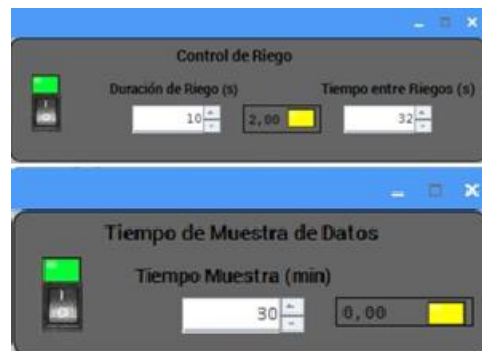 Control de Riego
Duración de Riego (s) Tiempo entre Riegos (s)
10 2,00 32
Tiempo de Muestra de Datos
Tiempo Muestra (min)
30 0,00